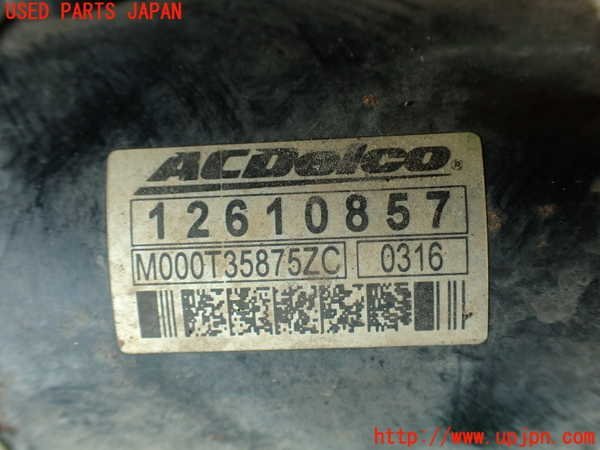 USED PARTS JAPAN
ACDelco®
12610857
M000T35875ZC 0316
http://www.upjpn.com